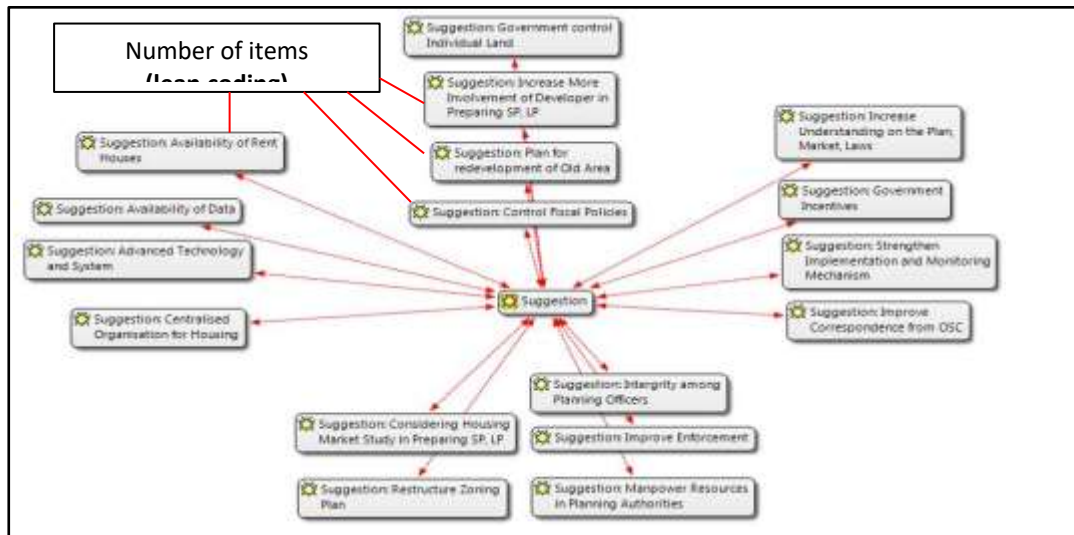 Number of items
Suggestion: Government control
Individual Land
Suggestion: Increase More
Involvement of Developer in
Preparing SP, LP
Suggestion: Plan for
redevelopment of Old Area
Suggestion: Control Fiscal Policies
Suggestion: Availability of Rent
Houses
Suggestion: Availability of Data
Suggestion: Advanced Technology
and System
Suggestion: Centralised
Organisation for Housing
Suggestion
Suggestion: Increase
Understanding on the Plan,
Market, Laws
Suggestion: Government
Incentives
Suggestion: Strengthen
Implementation and Monitoring
Mechanism
Suggestion: Improve
Correspondence from OSC
Suggestion: Intergrity among
Planning Officers
Suggestion: Considering Housing
Market Study in Preparing SP, LP
Suggestion: Improve Enforcement
Suggestion: Restructure Zoning
Plan
Suggestion: Manpower Resources
in Planning Authorities